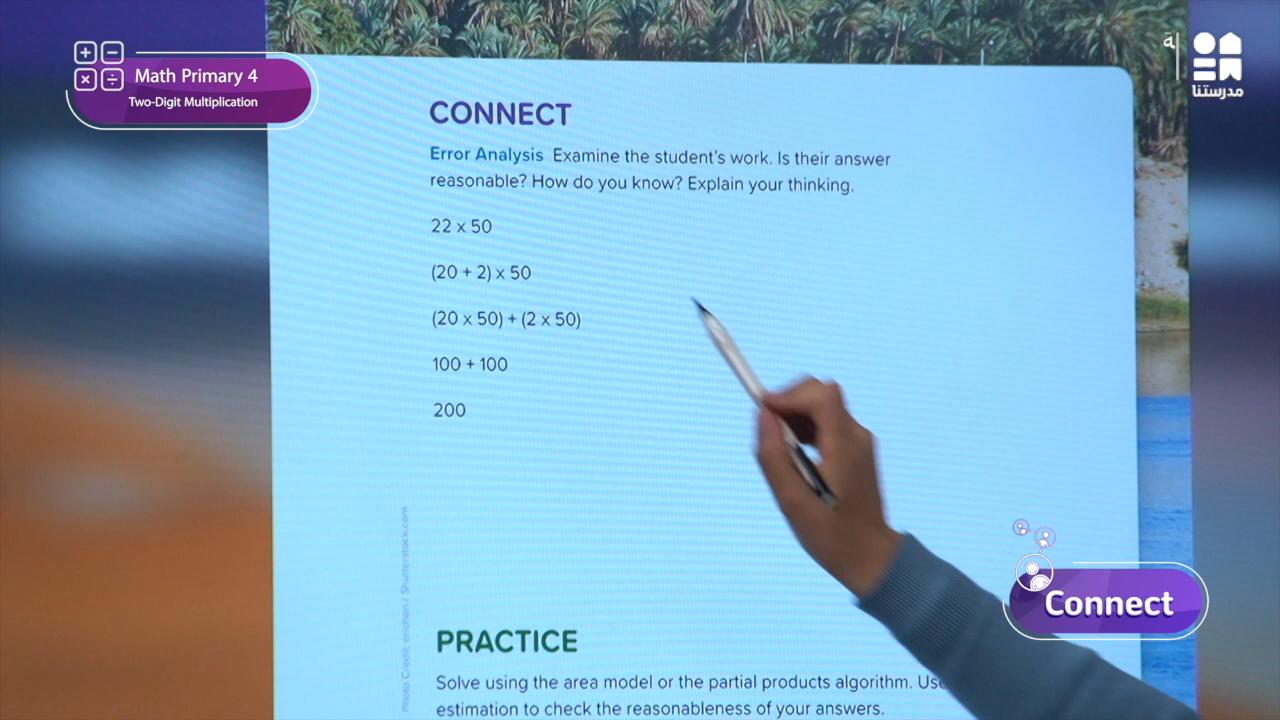 Math Primary 4
Two-Digit Multiplication
مدرستنا
CONNECT
Error Analysis Examine the student's work. Is their answer
reasonable? How do you know? Explain your thinking.
22 x 50
(20 + 2) x 50
(20 x 50) + (2 x 50)
100 + 100
200
Photo Credit: erichon / Shutterstock.com
Connect
PRACTICE
Solve using the area model or the partial products algorithm. Use
estimation to check the reasonableness of your answers.